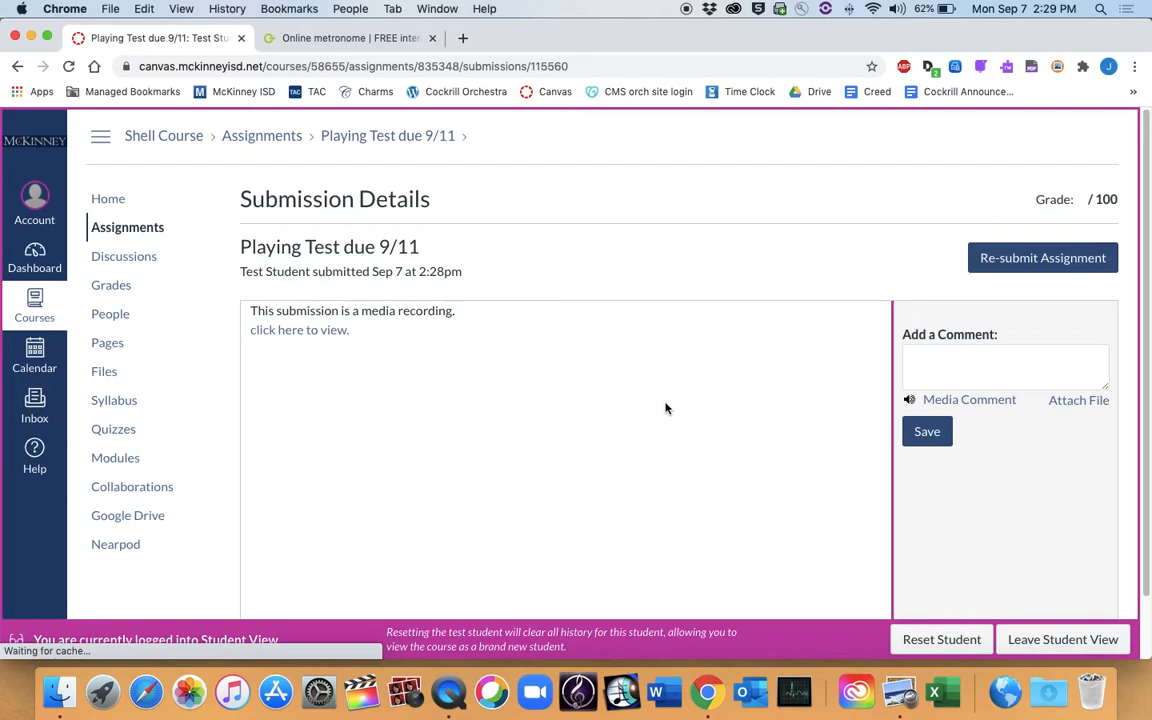 Chrome File Edit View History Bookmarks People Tab Window Help 62% Mon Sep 7 2:29 PM
Playing Test due 9/11: Test Stu Online metronome | FREE inter
canvas.mckinneyisd.net/courses/58655/assignments/835348/submissions/115560
Apps Managed Bookmarks McKinney ISD TAC Charms Cockrill Orchestra Canvas CMS orch site login Time Clock Drive Creed Cockrill Announce... »
McKINNEY
Shell Course › Assignments › Playing Test due 9/11 ›
Account
Dashboard
Courses
Calendar
Inbox
Help
Home
Assignments
Discussions
Grades
People
Pages
Files
Syllabus
Quizzes
Modules
Collaborations
Google Drive
Nearpod
Submission Details
Grade: / 100
Playing Test due 9/11
Test Student submitted Sep 7 at 2:28pm
Re-submit Assignment
This submission is a media recording.
click here to view.
Add a Comment:
Media Comment Attach File
Save
You are currently logged into Student View
Resetting the test student will clear all history for this student, allowing you to
view the course as a brand new student.
Reset Student Leave Student View
Waiting for cache...